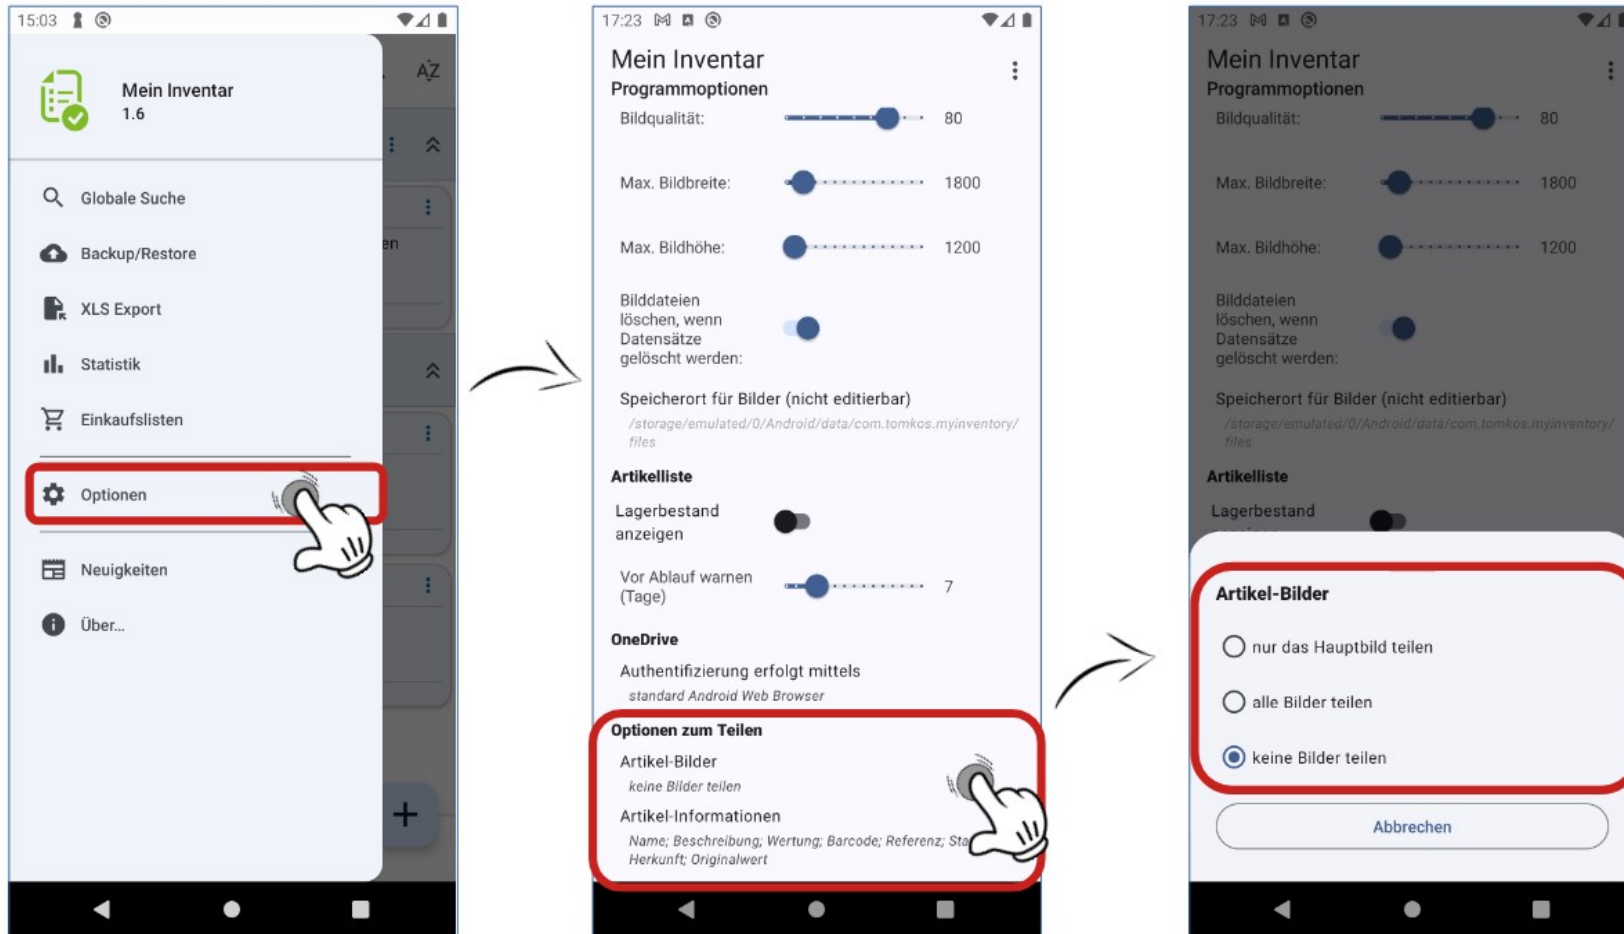 15:03
Mein Inventar
1.6
AZ
Globale Suche
Backup/Restore
en
XLS Export
Statistik
Einkaufslisten
Optionen
Neuigkeiten
Über...
17:23
Mein Inventar
Programmoptionen
Bildqualität:
80
Max. Bildbreite:
1800
Max. Bildhöhe:
1200
Bilddateien
löschen, wenn
Datensätze
gelöscht werden:
Speicherort für Bilder (nicht editierbar)
/storage/emulated/0/Android/data/com.tomkos.myinventory/
files
Artikelliste
Lagerbestand
anzeigen
Vor Ablauf warnen
(Tage)
7
OneDrive
Authentifizierung erfolgt mittels
standard Android Web Browser
Optionen zum Teilen
Artikel-Bilder
keine Bilder teilen
Artikel-Informationen
Name; Beschreibung; Wertung; Barcode; Referenz; Sta
Herkunft; Originalwert
17:23
Mein Inventar
Programmoptionen
Bildqualität:
80
Max. Bildbreite:
1800
Max. Bildhöhe:
1200
Bilddateien
löschen, wenn
Datensätze
gelöscht werden:
Speicherort für Bilder (nicht editierbar)
/storage/emulated/0/Android/data/com.tomkos.myinventory/
files
Artikelliste
Lagerbestand
Artikel-Bilder
nur das Hauptbild teilen
alle Bilder teilen
keine Bilder teilen
Abbrechen